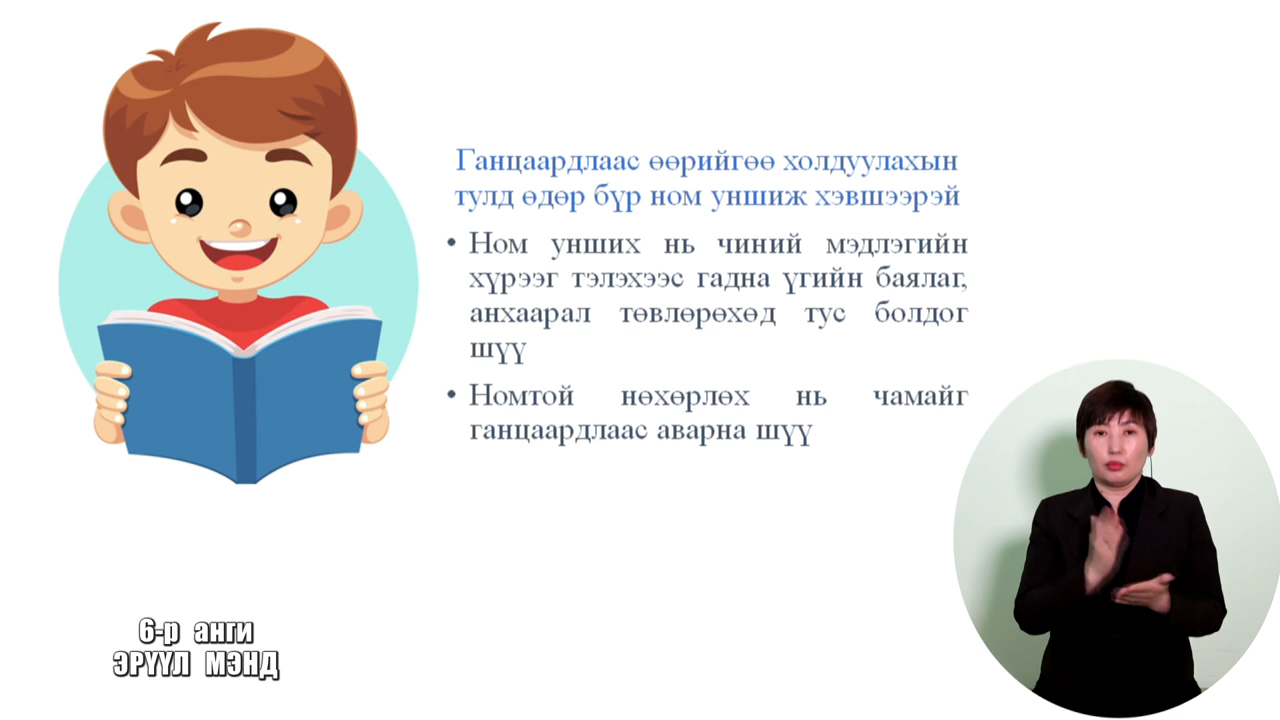 Ганцаардлаас өөрийгөө холдуулахын
тулд өдөр бүр ном уншиж хэвшээрэй
• Ном унших нь чиний мэдлэгийн
хүрээг тэлэхээс гадна үгийн баялаг,
анхаарал төвлөрөхөд тус болдог
шүү
• Номтой нөхөрлөх нь чамайг
ганцаардлаас аварна шүү
6-р анги
ЭРҮҮЛ МЭНД